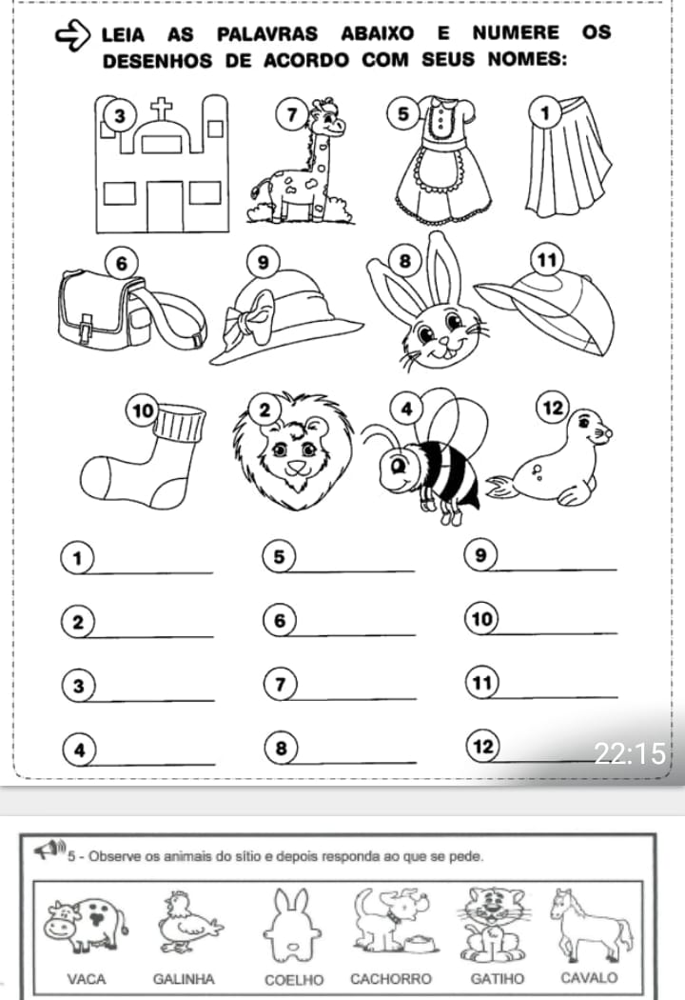 LEIA AS PALAVRAS ABAIXO E NUMERE OS
DESENHOS DE ACORDO COM SEUS NOMES:
3 7 5 1
6 9 8 11
10 2 4 12
1 5 9
2 6 10
3 7 11
4 8 12
22:15
5 - Observe os animais do sítio e depois responda ao que se pede.
VACA GALINHA COELHO CACHORRO GATIHO CAVALO